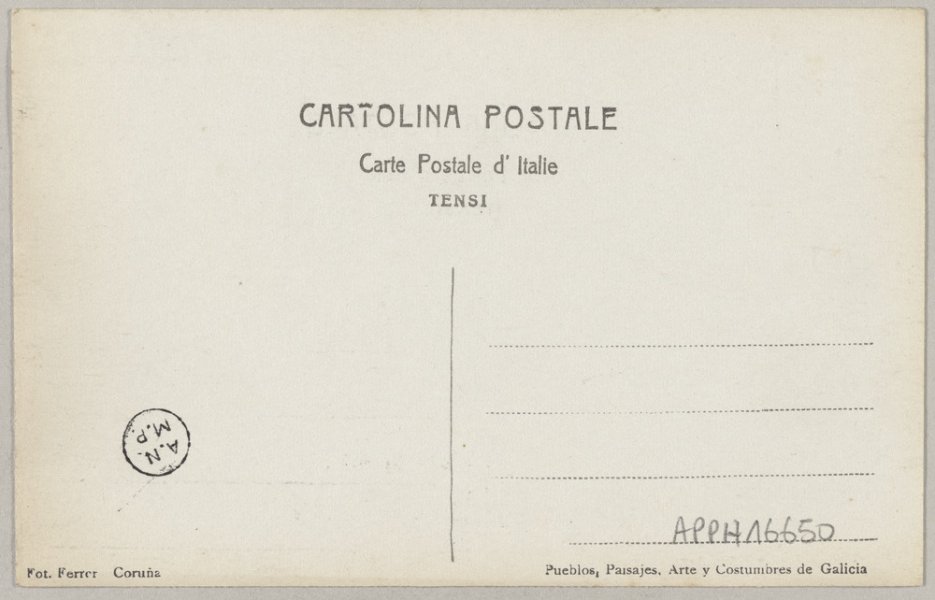 CARTOLINA POSTALE
Carte Postale d' Italie
TENSI
A.N.
M.P.
APPH16650
Fot. Ferrer Coruña
Pueblos, Paisajes, Arte y Costumbres de Galicia